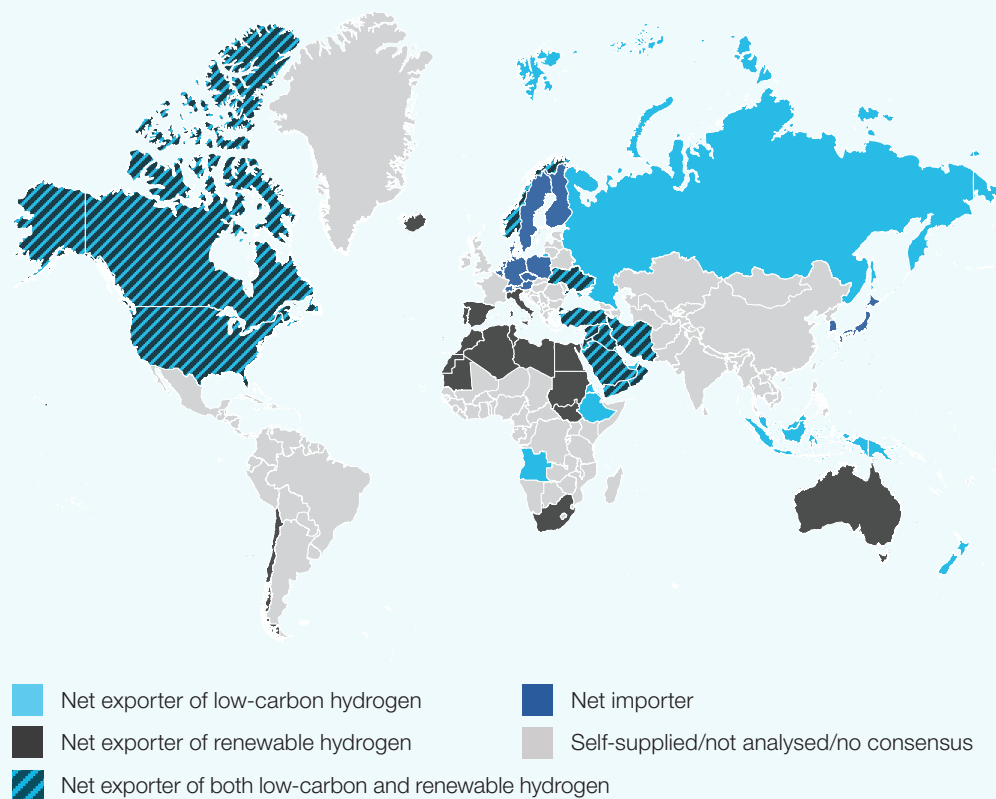 Net exporter of low-carbon hydrogen
Net exporter of renewable hydrogen
Net exporter of both low-carbon and renewable hydrogen
Net importer
Self-supplied/not analysed/no consensus